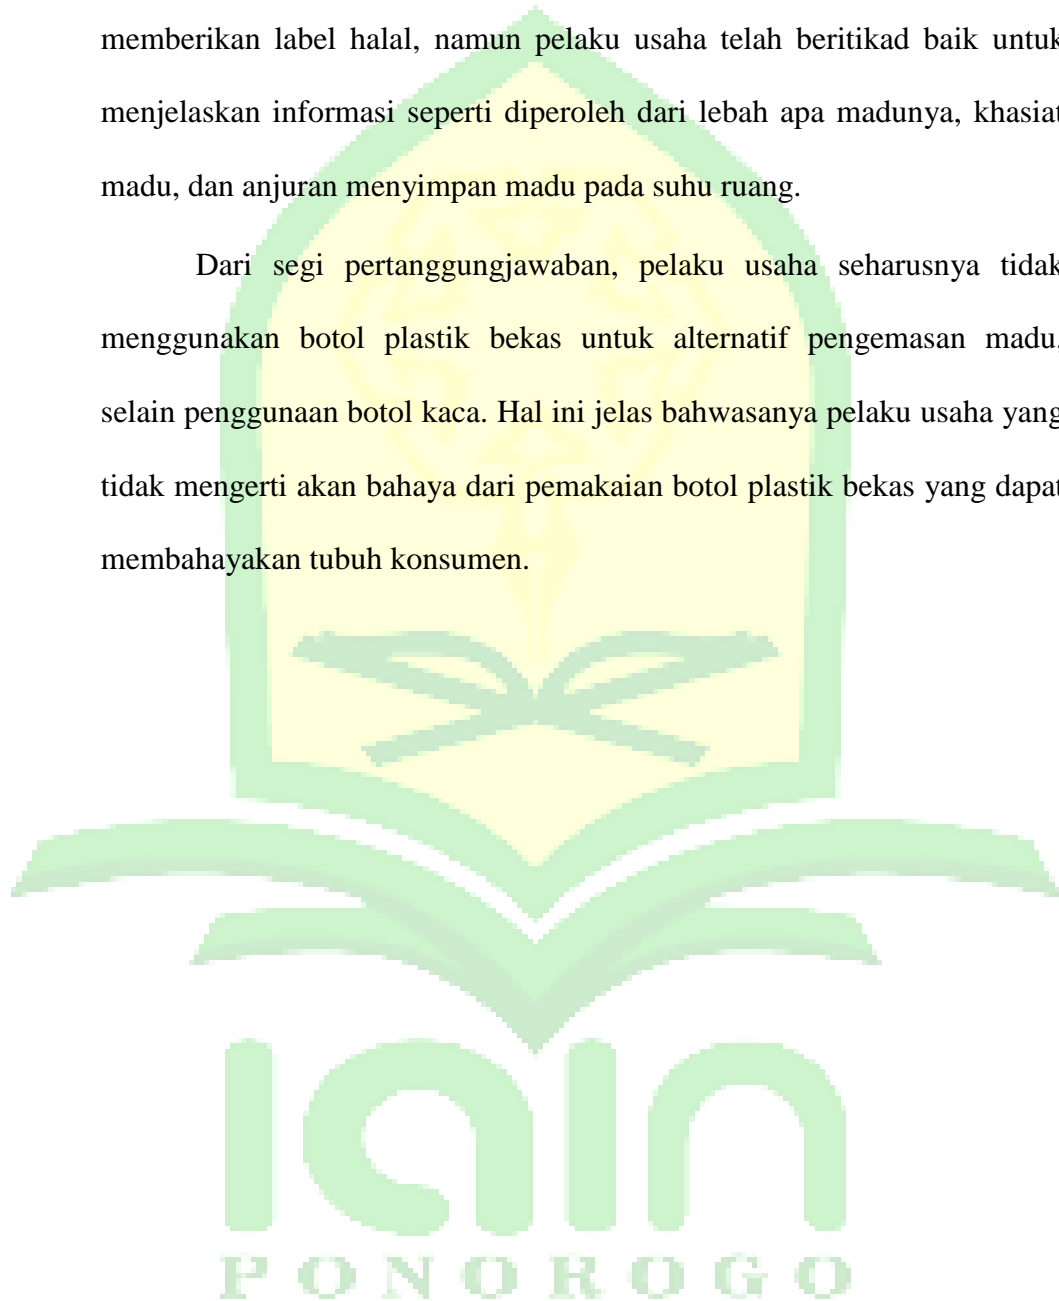 memberikan label halal, namun pelaku usaha telah beritikad baik untuk
menjelaskan informasi seperti diperoleh dari lebah apa madunya, khasiat
madu, dan anjuran menyimpan madu pada suhu ruang.
Dari segi pertanggungjawaban, pelaku usaha seharusnya tidak
menggunakan botol plastik bekas untuk alternatif pengemasan madu,
selain penggunaan botol kaca. Hal ini jelas bahwasanya pelaku usaha yang
tidak mengerti akan bahaya dari pemakaian botol plastik bekas yang dapat
membahayakan tubuh konsumen.
iain
PONOROGO